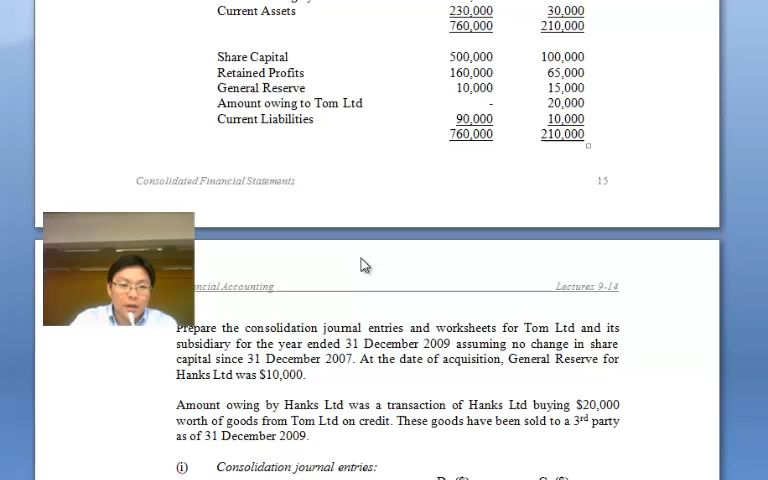 Current Assets 230,000 30,000
760,000 210,000
Share Capital 500,000 100,000
Retained Profits 160,000 65,000
General Reserve 10,000 15,000
Amount owing to Tom Ltd - 20,000
Current Liabilities 90,000 10,000
760,000 210,000
Consolidated Financial Statements 15
Accounting Lectures 9-14
Prepare the consolidation journal entries and worksheets for Tom Ltd and its
subsidiary for the year ended 31 December 2009 assuming no change in share
capital since 31 December 2007. At the date of acquisition, General Reserve for
Hanks Ltd was $10,000.
Amount owing by Hanks Ltd was a transaction of Hanks Ltd buying $20,000
worth of goods from Tom Ltd on credit. These goods have been sold to a 3rd party
as of 31 December 2009.
(i) Consolidation journal entries: